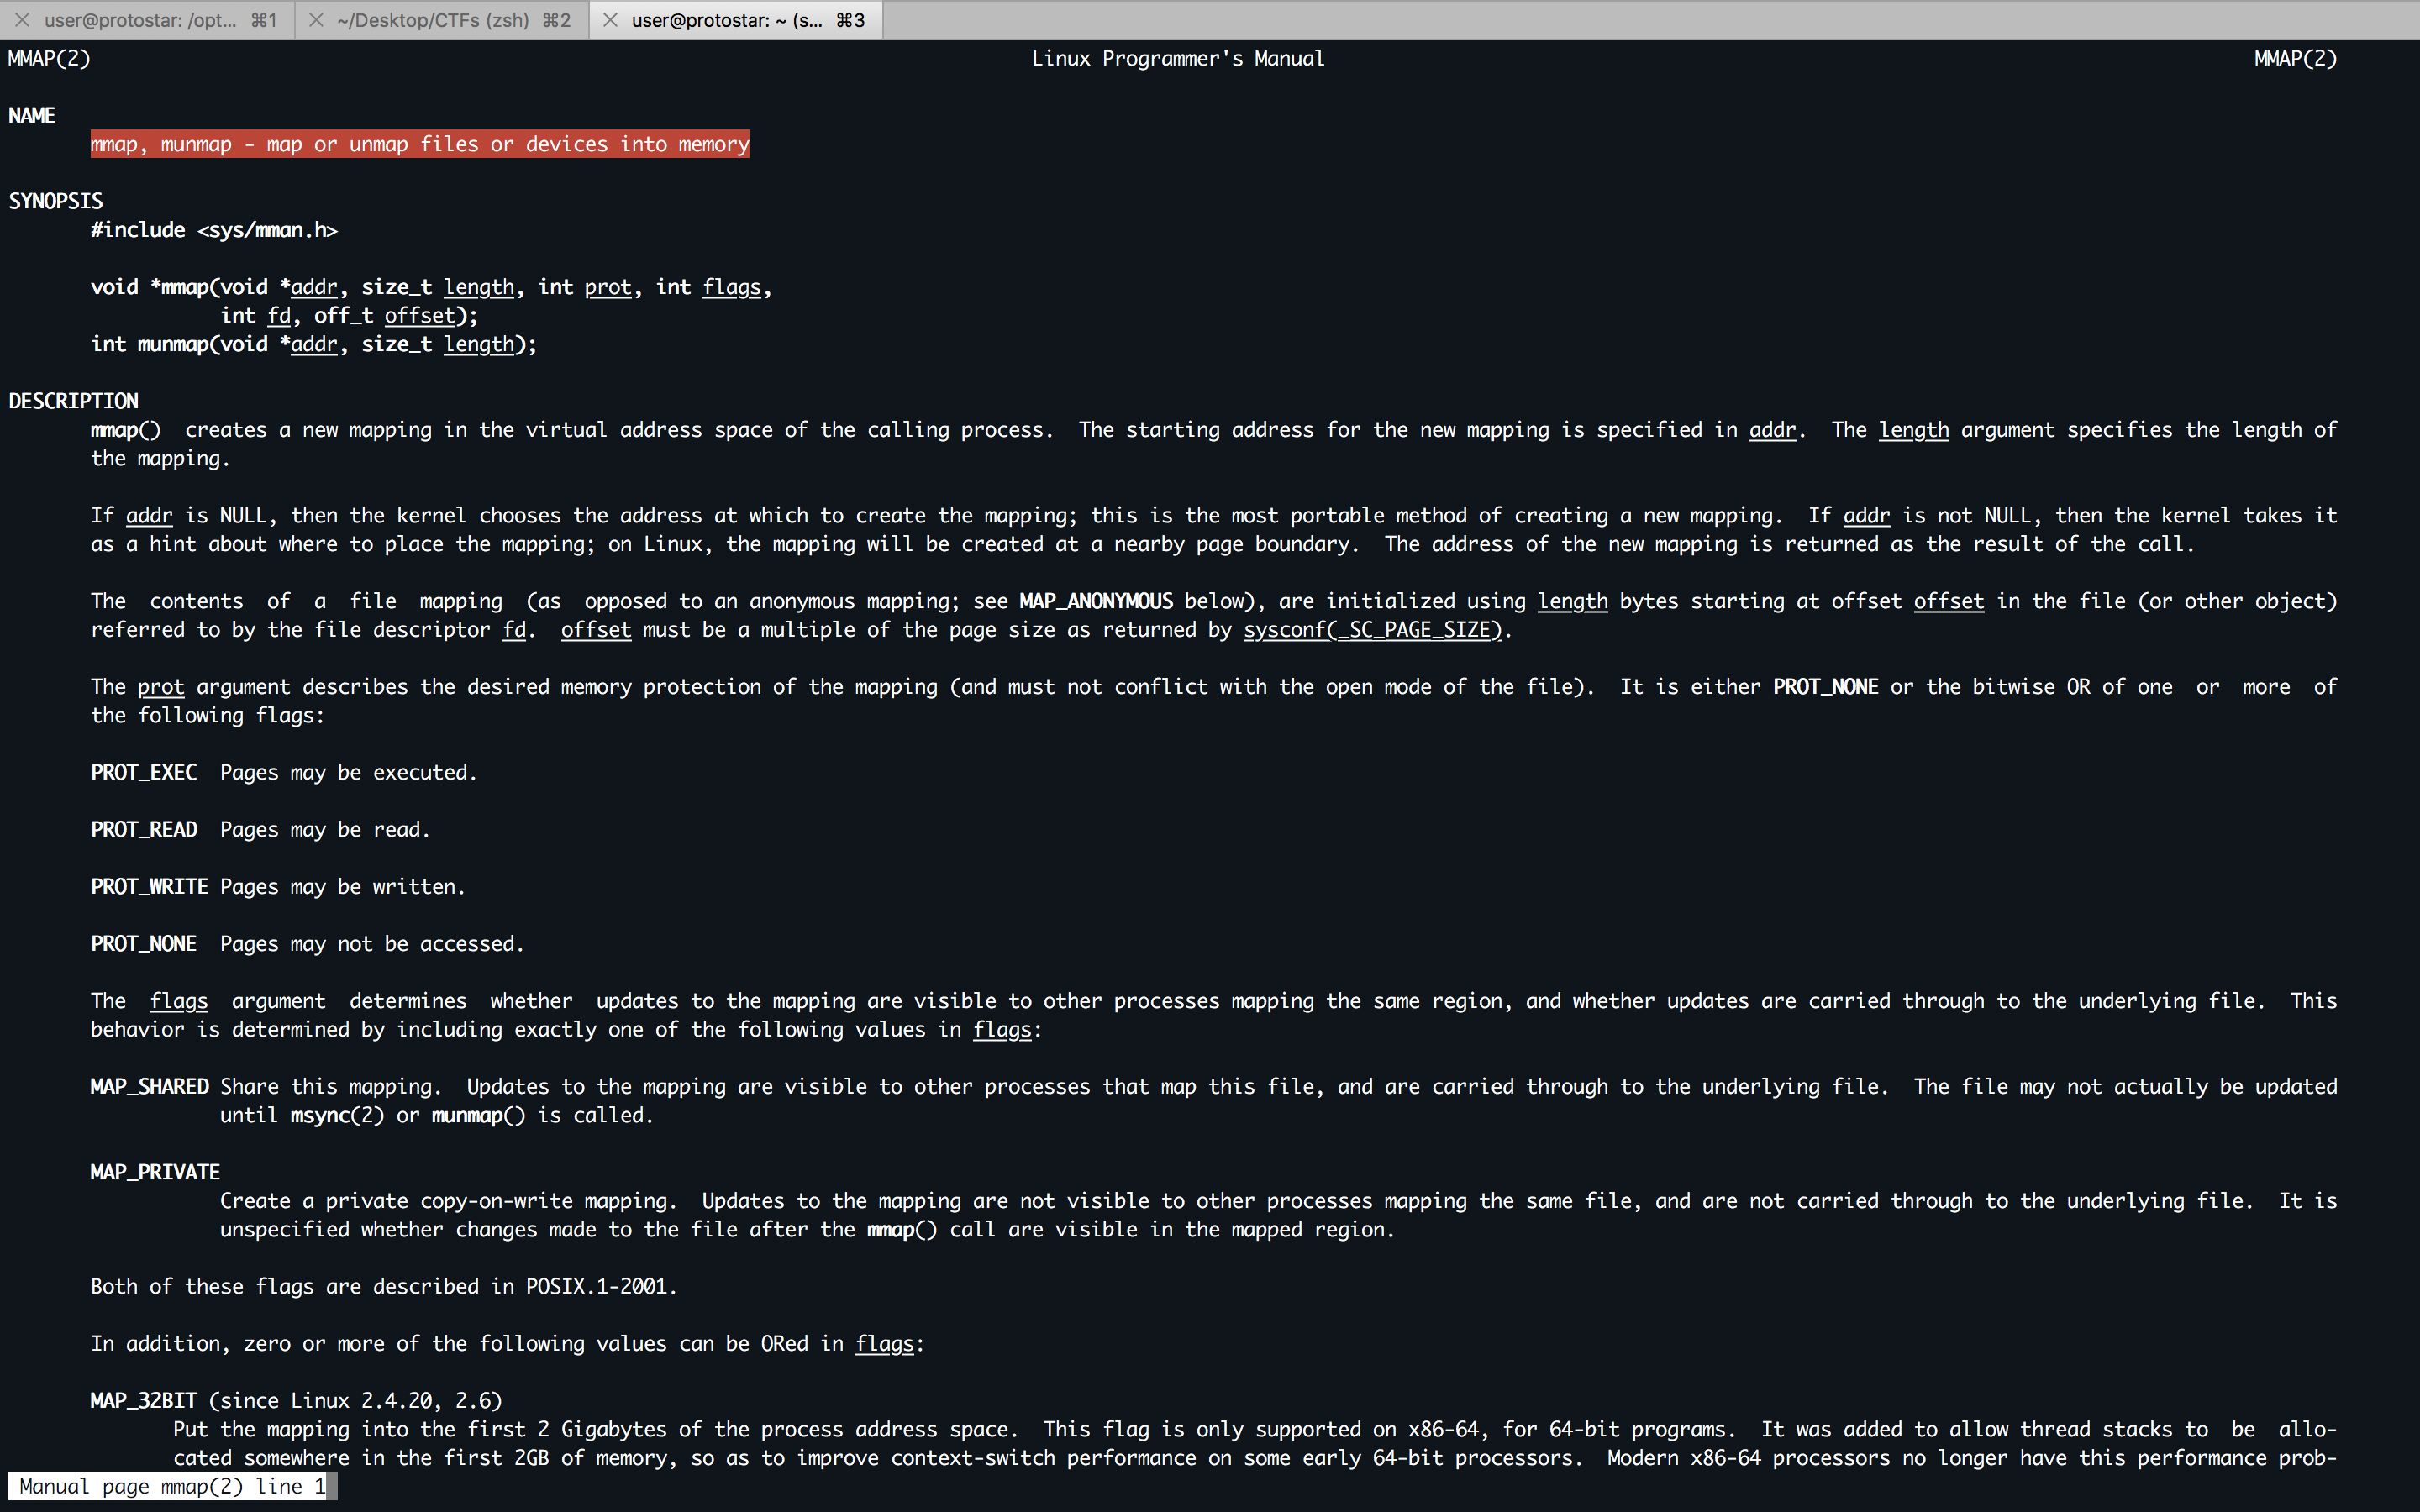 user@protostar: /opt... ⌘1 ~/Desktop/CTFs (zsh) ⌘2 user@protostar: ~ (s... ⌘3
MMAP(2) Linux Programmer's Manual MMAP(2)
NAME
mmap, munmap - map or unmap files or devices into memory
SYNOPSIS
#include <sys/mman.h>
void *mmap(void *addr, size_t length, int prot, int flags,
int fd, off_t offset);
int munmap(void *addr, size_t length);
DESCRIPTION
mmap() creates a new mapping in the virtual address space of the calling process. The starting address for the new mapping is specified in addr. The length argument specifies the length of
the mapping.
If addr is NULL, then the kernel chooses the address at which to create the mapping; this is the most portable method of creating a new mapping. If addr is not NULL, then the kernel takes it
as a hint about where to place the mapping; on Linux, the mapping will be created at a nearby page boundary. The address of the new mapping is returned as the result of the call.
The contents of a file mapping (as opposed to an anonymous mapping; see MAP_ANONYMOUS below), are initialized using length bytes starting at offset offset in the file (or other object)
referred to by the file descriptor fd. offset must be a multiple of the page size as returned by sysconf(_SC_PAGE_SIZE).
The prot argument describes the desired memory protection of the mapping (and must not conflict with the open mode of the file). It is either PROT_NONE or the bitwise OR of one or more of
the following flags:
PROT_EXEC Pages may be executed.
PROT_READ Pages may be read.
PROT_WRITE Pages may be written.
PROT_NONE Pages may not be accessed.
The flags argument determines whether updates to the mapping are visible to other processes mapping the same region, and whether updates are carried through to the underlying file. This
behavior is determined by including exactly one of the following values in flags:
MAP_SHARED Share this mapping. Updates to the mapping are visible to other processes that map this file, and are carried through to the underlying file. The file may not actually be updated
until msync(2) or munmap() is called.
MAP_PRIVATE
Create a private copy-on-write mapping. Updates to the mapping are not visible to other processes mapping the same file, and are not carried through to the underlying file. It is
unspecified whether changes made to the file after the mmap() call are visible in the mapped region.
Both of these flags are described in POSIX.1-2001.
In addition, zero or more of the following values can be ORed in flags:
MAP_32BIT (since Linux 2.4.20, 2.6)
Put the mapping into the first 2 Gigabytes of the process address space. This flag is only supported on x86-64, for 64-bit programs. It was added to allow thread stacks to be allo-
cated somewhere in the first 2GB of memory, so as to improve context-switch performance on some early 64-bit processors. Modern x86-64 processors no longer have this performance prob-
Manual page mmap(2) line 1